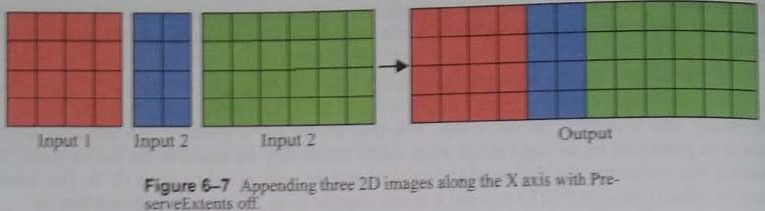 Input 1 Input 2 Input 2 Output
Figure 6–7 Appending three 2D images along the X axis with Pre-
serveExtents off.